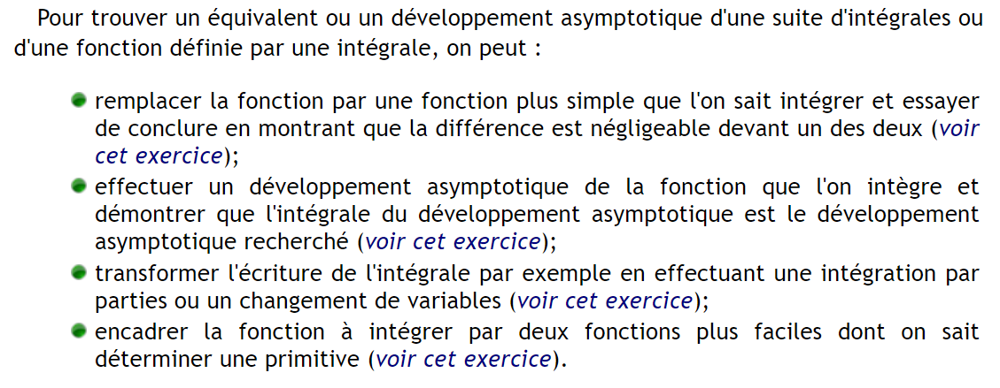 Pour trouver un équivalent ou un développement asymptotique d'une suite d'intégrales ou
d'une fonction définie par une intégrale, on peut :
remplacer la fonction par une fonction plus simple que l'on sait intégrer et essayer
de conclure en montrant que la différence est négligeable devant un des deux (voir
cet exercice);
effectuer un développement asymptotique de la fonction que l'on intègre et
démontrer que l'intégrale du développement asymptotique est le développement
asymptotique recherché (voir cet exercice);
transformer l'écriture de l'intégrale par exemple en effectuant une intégration par
parties ou un changement de variables (voir cet exercice);
encadrer la fonction à intégrer par deux fonctions plus faciles dont on sait
déterminer une primitive (voir cet exercice).